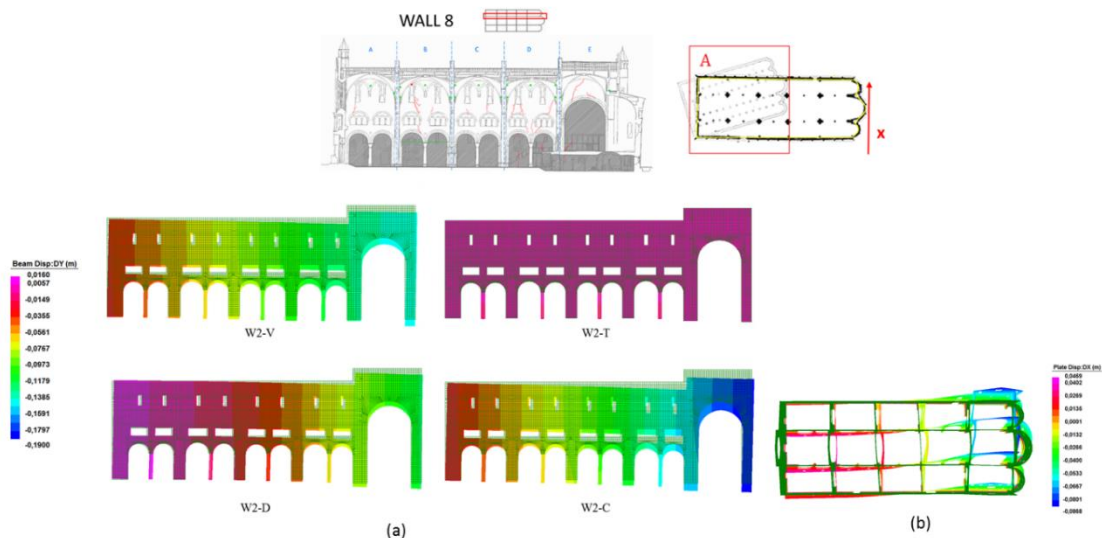 WALL 8
A
B
C
D
E
A
x
Beam Disp:DY (m)
0,0160
0,0057
-0,0149
-0,0355
-0,0561
-0,0767
-0,0973
-0,1179
-0,1385
-0,1691
-0,1797
-0,1900
W2-V
W2-T
W2-D
W2-C
Plate Disp:DX (m)
0,0469
0,0402
0,0269
0,0135
0,0001
-0,0132
-0,0266
-0,0400
-0,0533
-0,0667
-0,0801
-0,0868
(a)
(b)